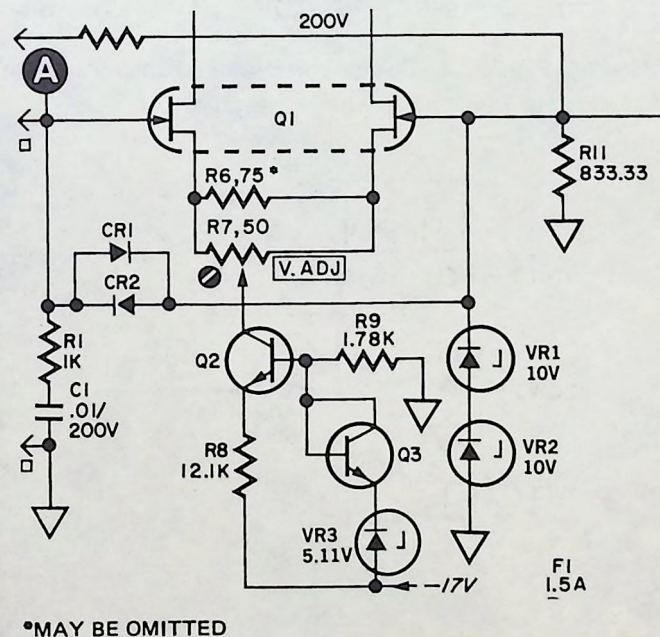 200V
A
Q1
R11
833.33
R6,75*
R7,50
V. ADJ
CR1
CR2
R1
1K
C1
.01/
200V
Q2
R9
1.78K
VR1
10V
R8
12.1K
Q3
VR2
10V
VR3
5.11V
-17V
F1
1.5A
*MAY BE OMITTED